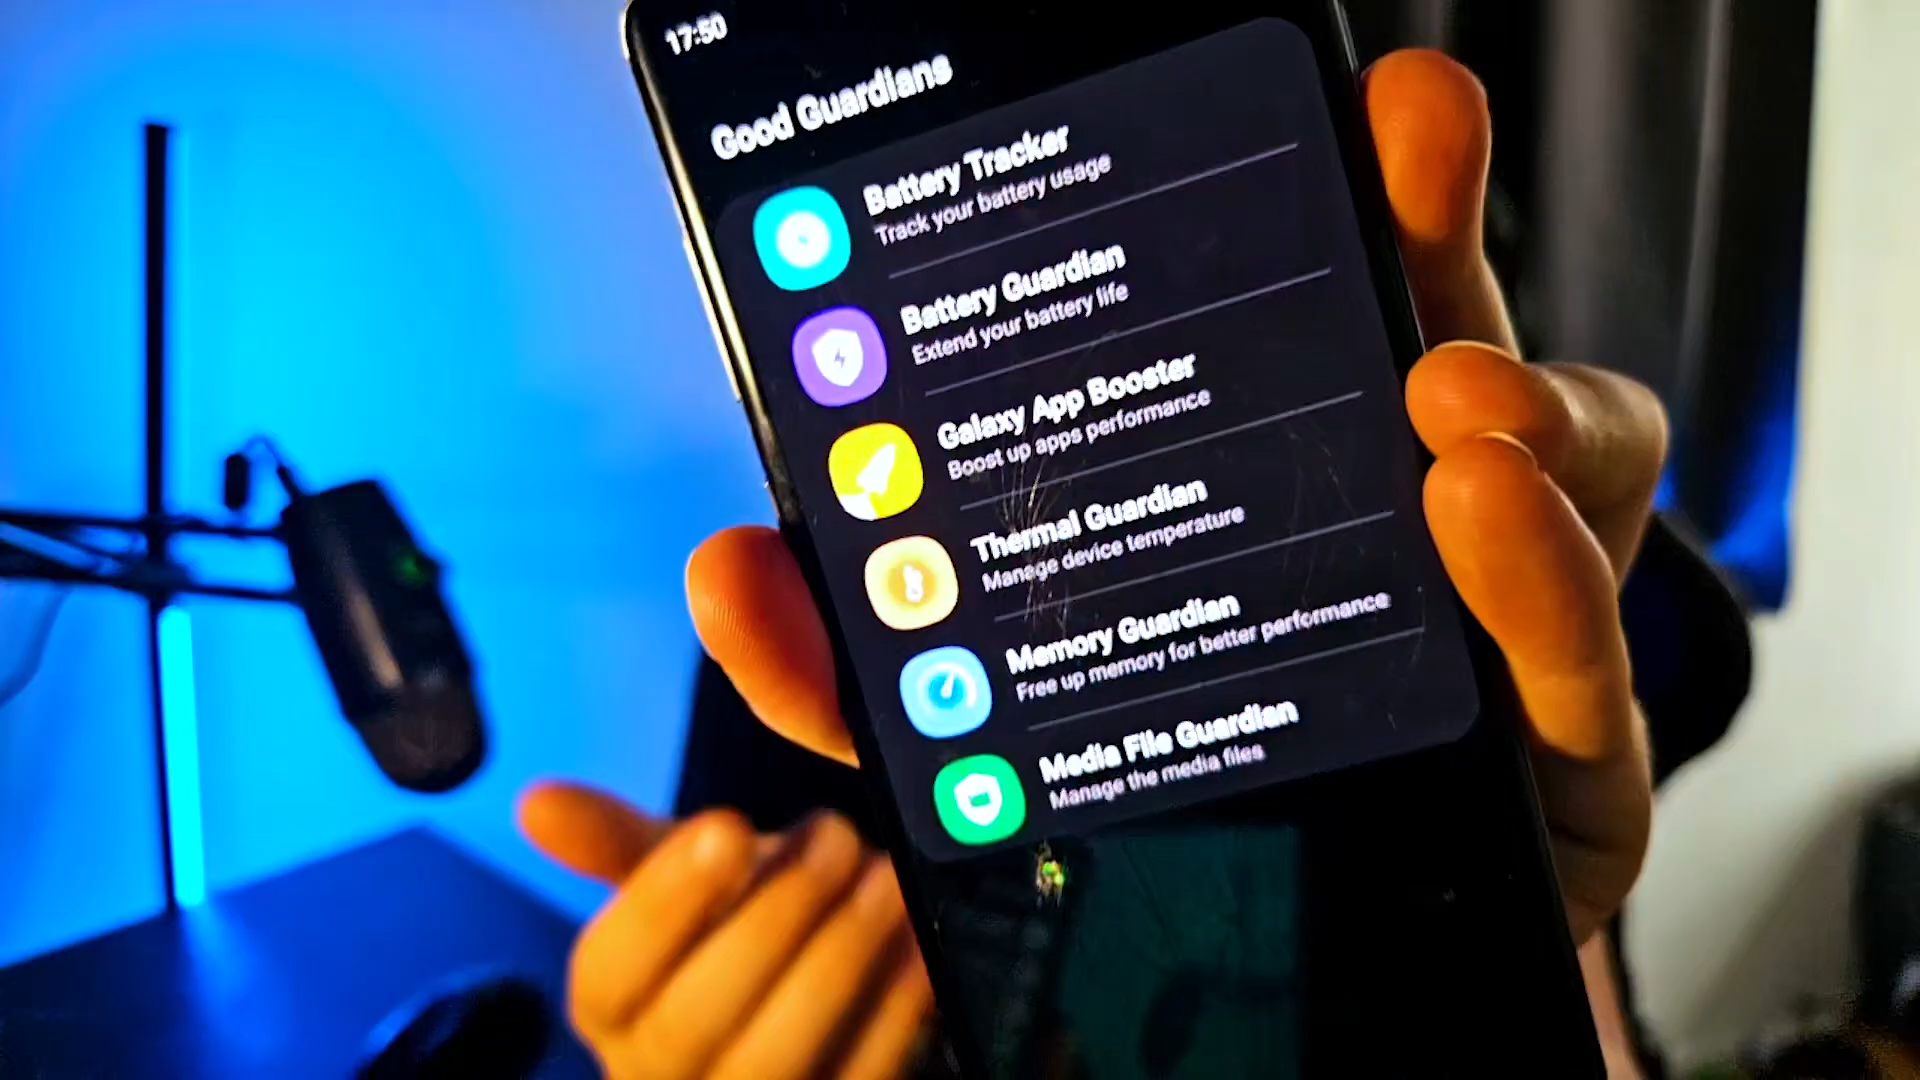 17:50
Good Guardians
Battery Tracker
Track your battery usage
Battery Guardian
Extend your battery life
Galaxy App Booster
Boost up apps performance
Thermal Guardian
Manage device temperature
Memory Guardian
Free up memory for better performance
Media File Guardian
Manage the media files